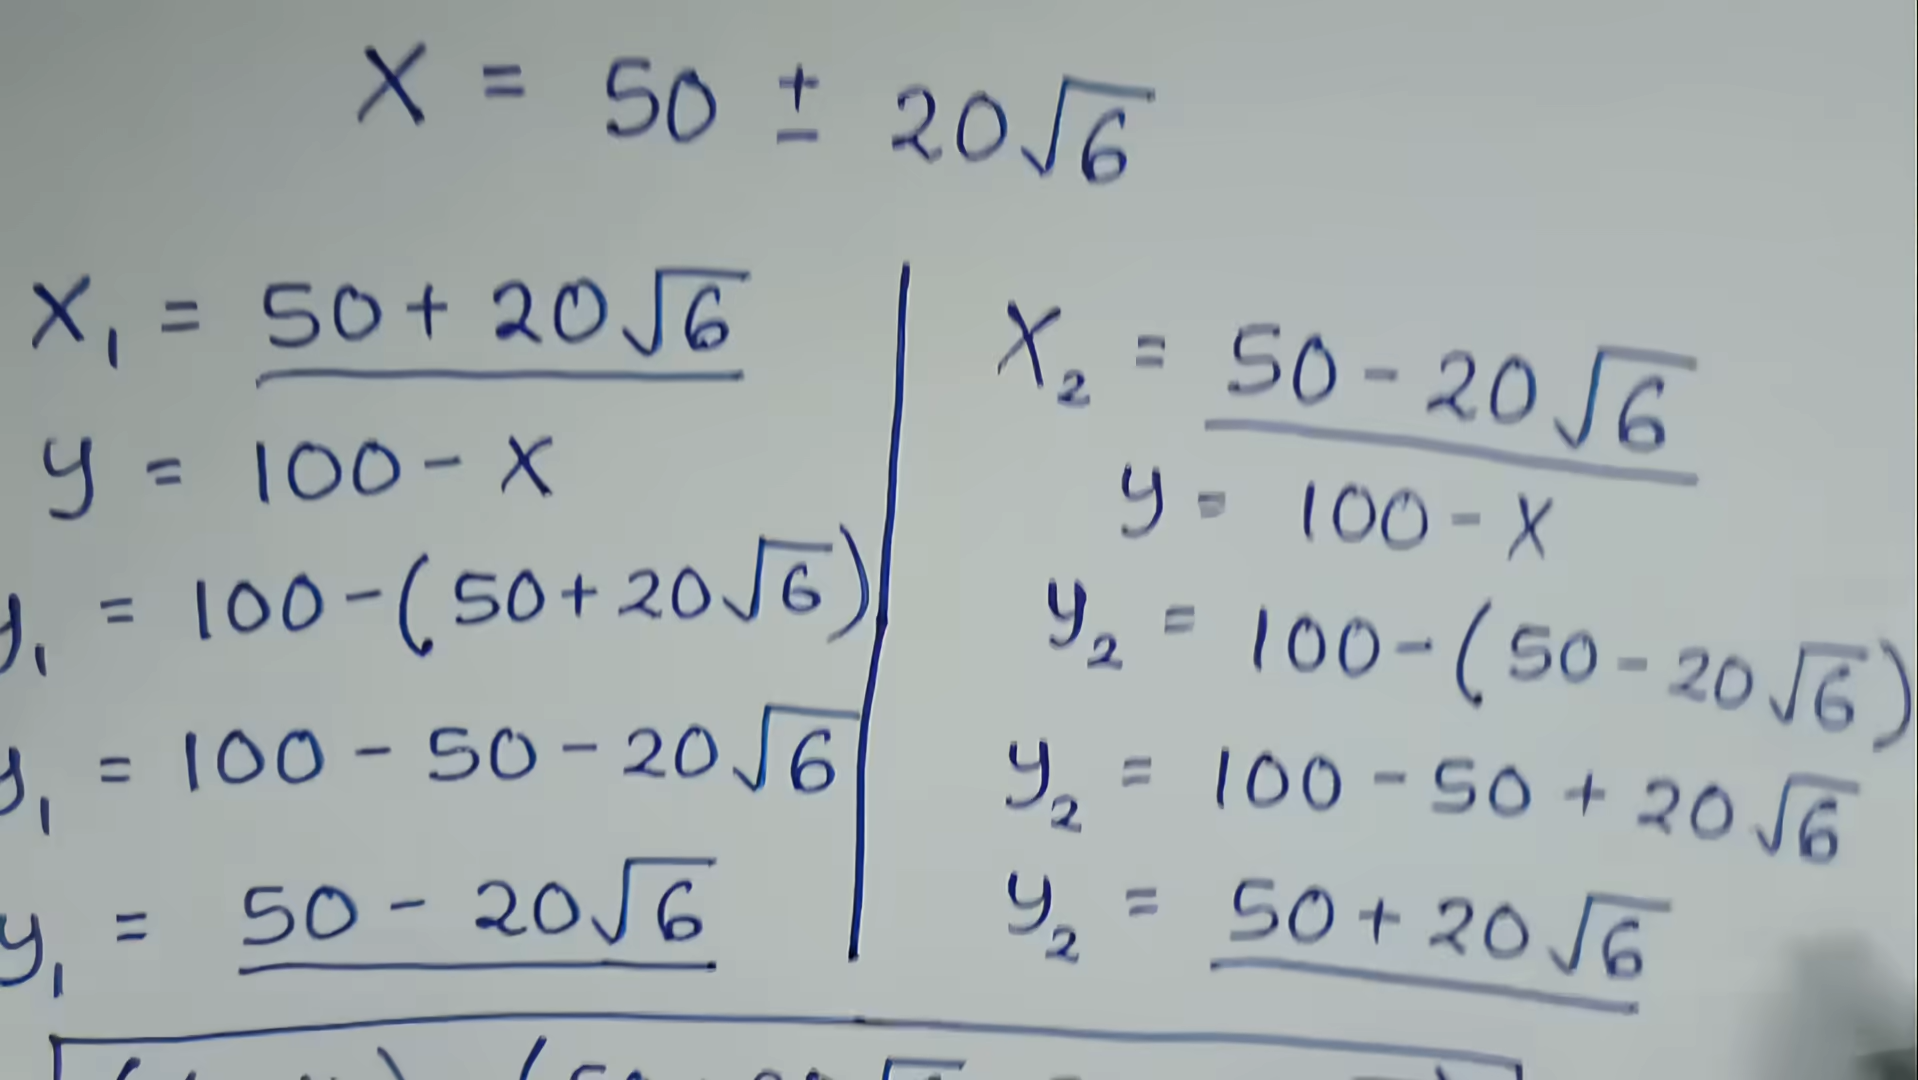 X = 50 ± 20√6
X₁ = 50 + 20√6
y = 100 - X
y₁ = 100 - (50 + 20√6)
y₁ = 100 - 50 - 20√6
y₁ = 50 - 20√6
X₂ = 50 - 20√6
y = 100 - X
y₂ = 100 - (50 - 20√6)
y₂ = 100 - 50 + 20√6
y₂ = 50 + 20√6